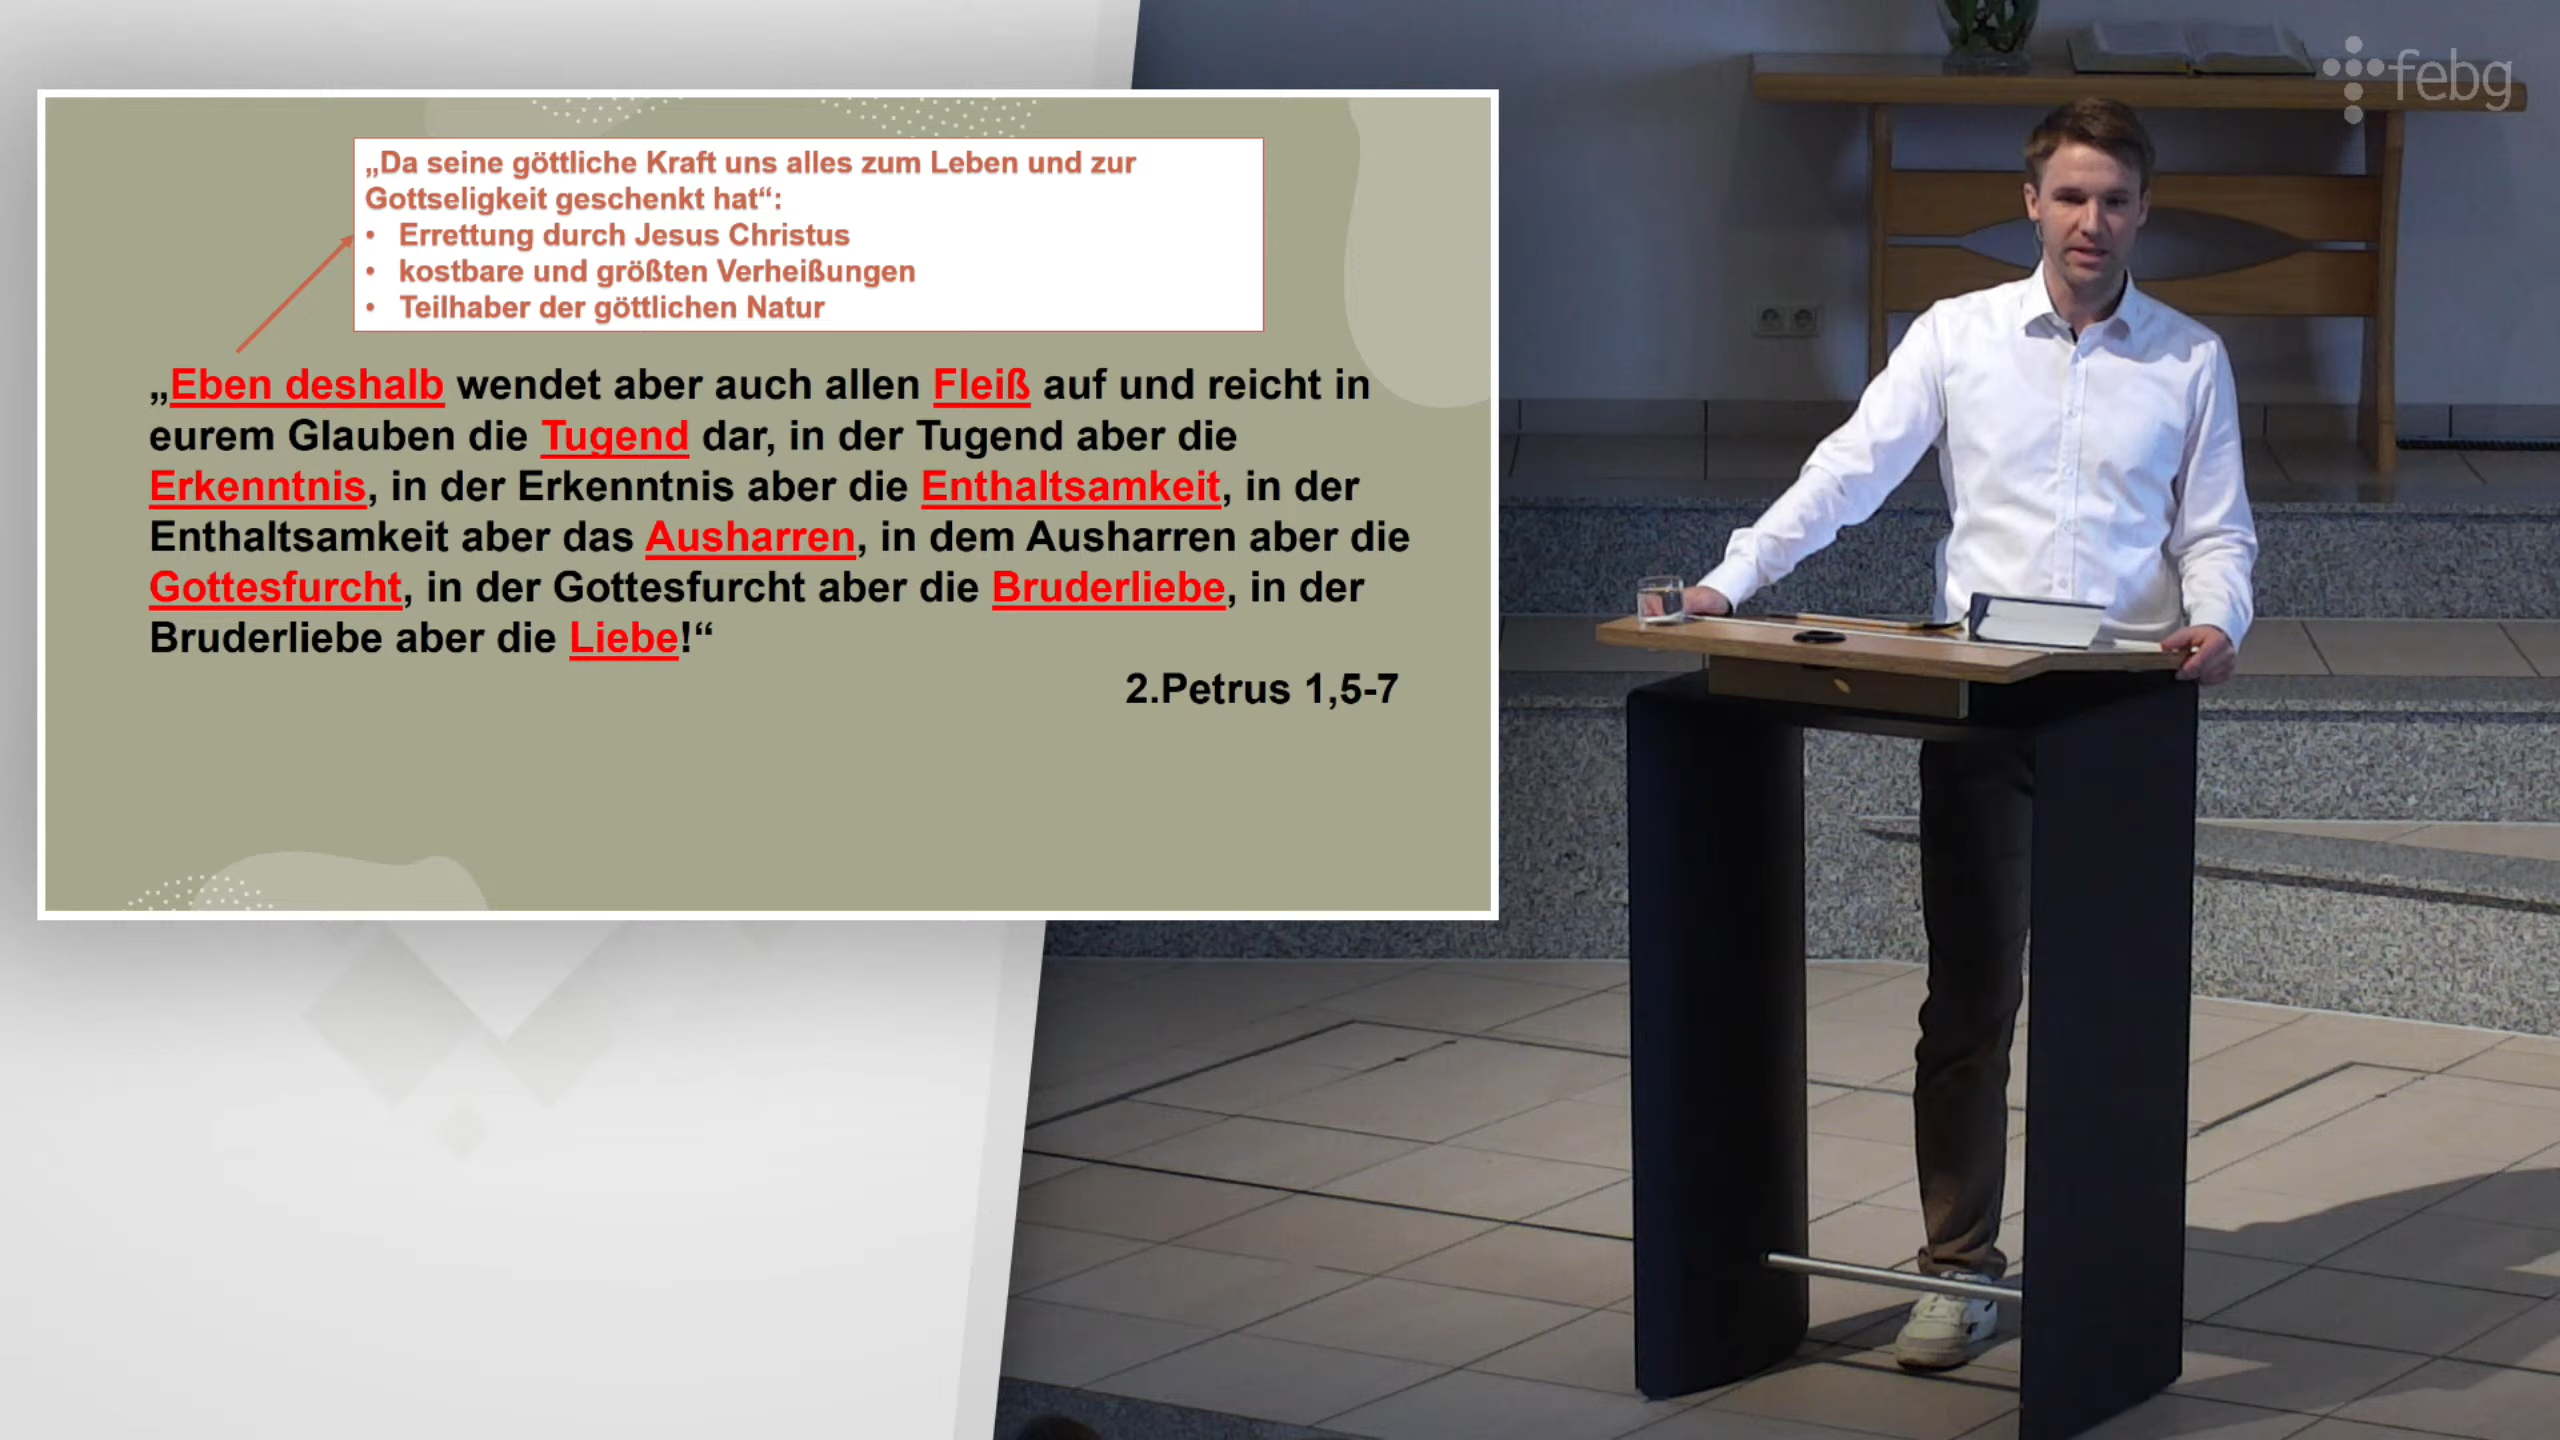 „Da seine göttliche Kraft uns alles zum Leben und zur
Gottseligkeit geschenkt hat“:
• Errettung durch Jesus Christus
• kostbare und größten Verheißungen
• Teilhaber der göttlichen Natur
„Eben deshalb wendet aber auch allen Fleiß auf und reicht in
eurem Glauben die Tugend dar, in der Tugend aber die
Erkenntnis, in der Erkenntnis aber die Enthaltsamkeit, in der
Enthaltsamkeit aber das Ausharren, in dem Ausharren aber die
Gottesfurcht, in der Gottesfurcht aber die Bruderliebe, in der
Bruderliebe aber die Liebe!“
2.Petrus 1,5-7
febg